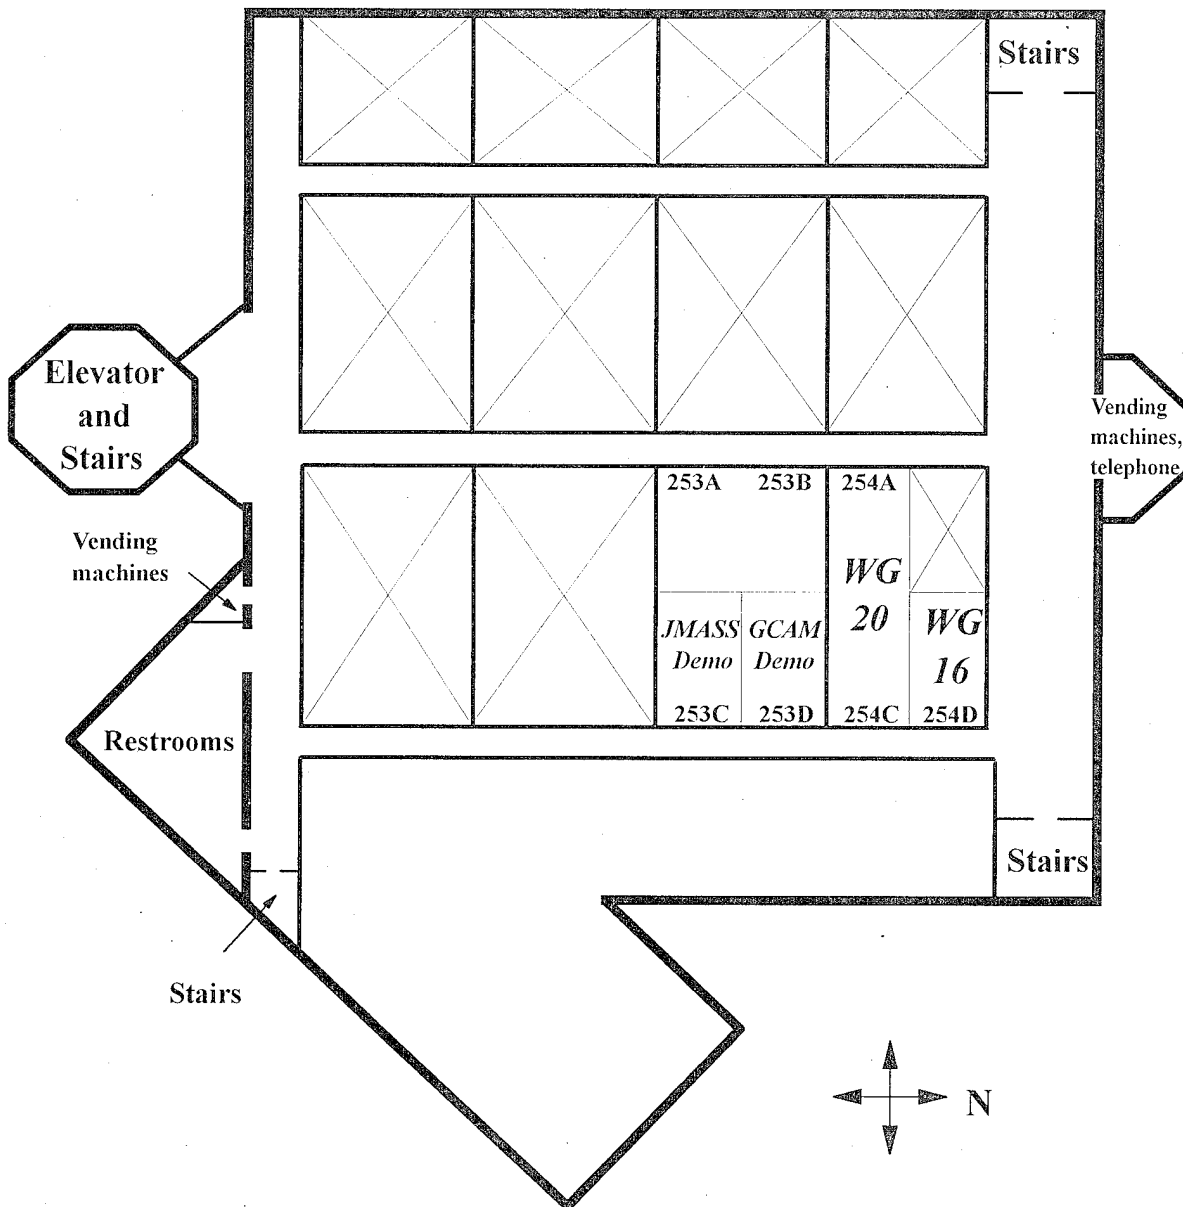 Stairs
Elevator
and
Stairs
Vending
machines,
telephone
253A 253B 254A
Vending
machines
WG
20
JMASS
Demo
GCAM
Demo
WG
16
253C 253D 254C 254D
Restrooms
Stairs
Stairs
N